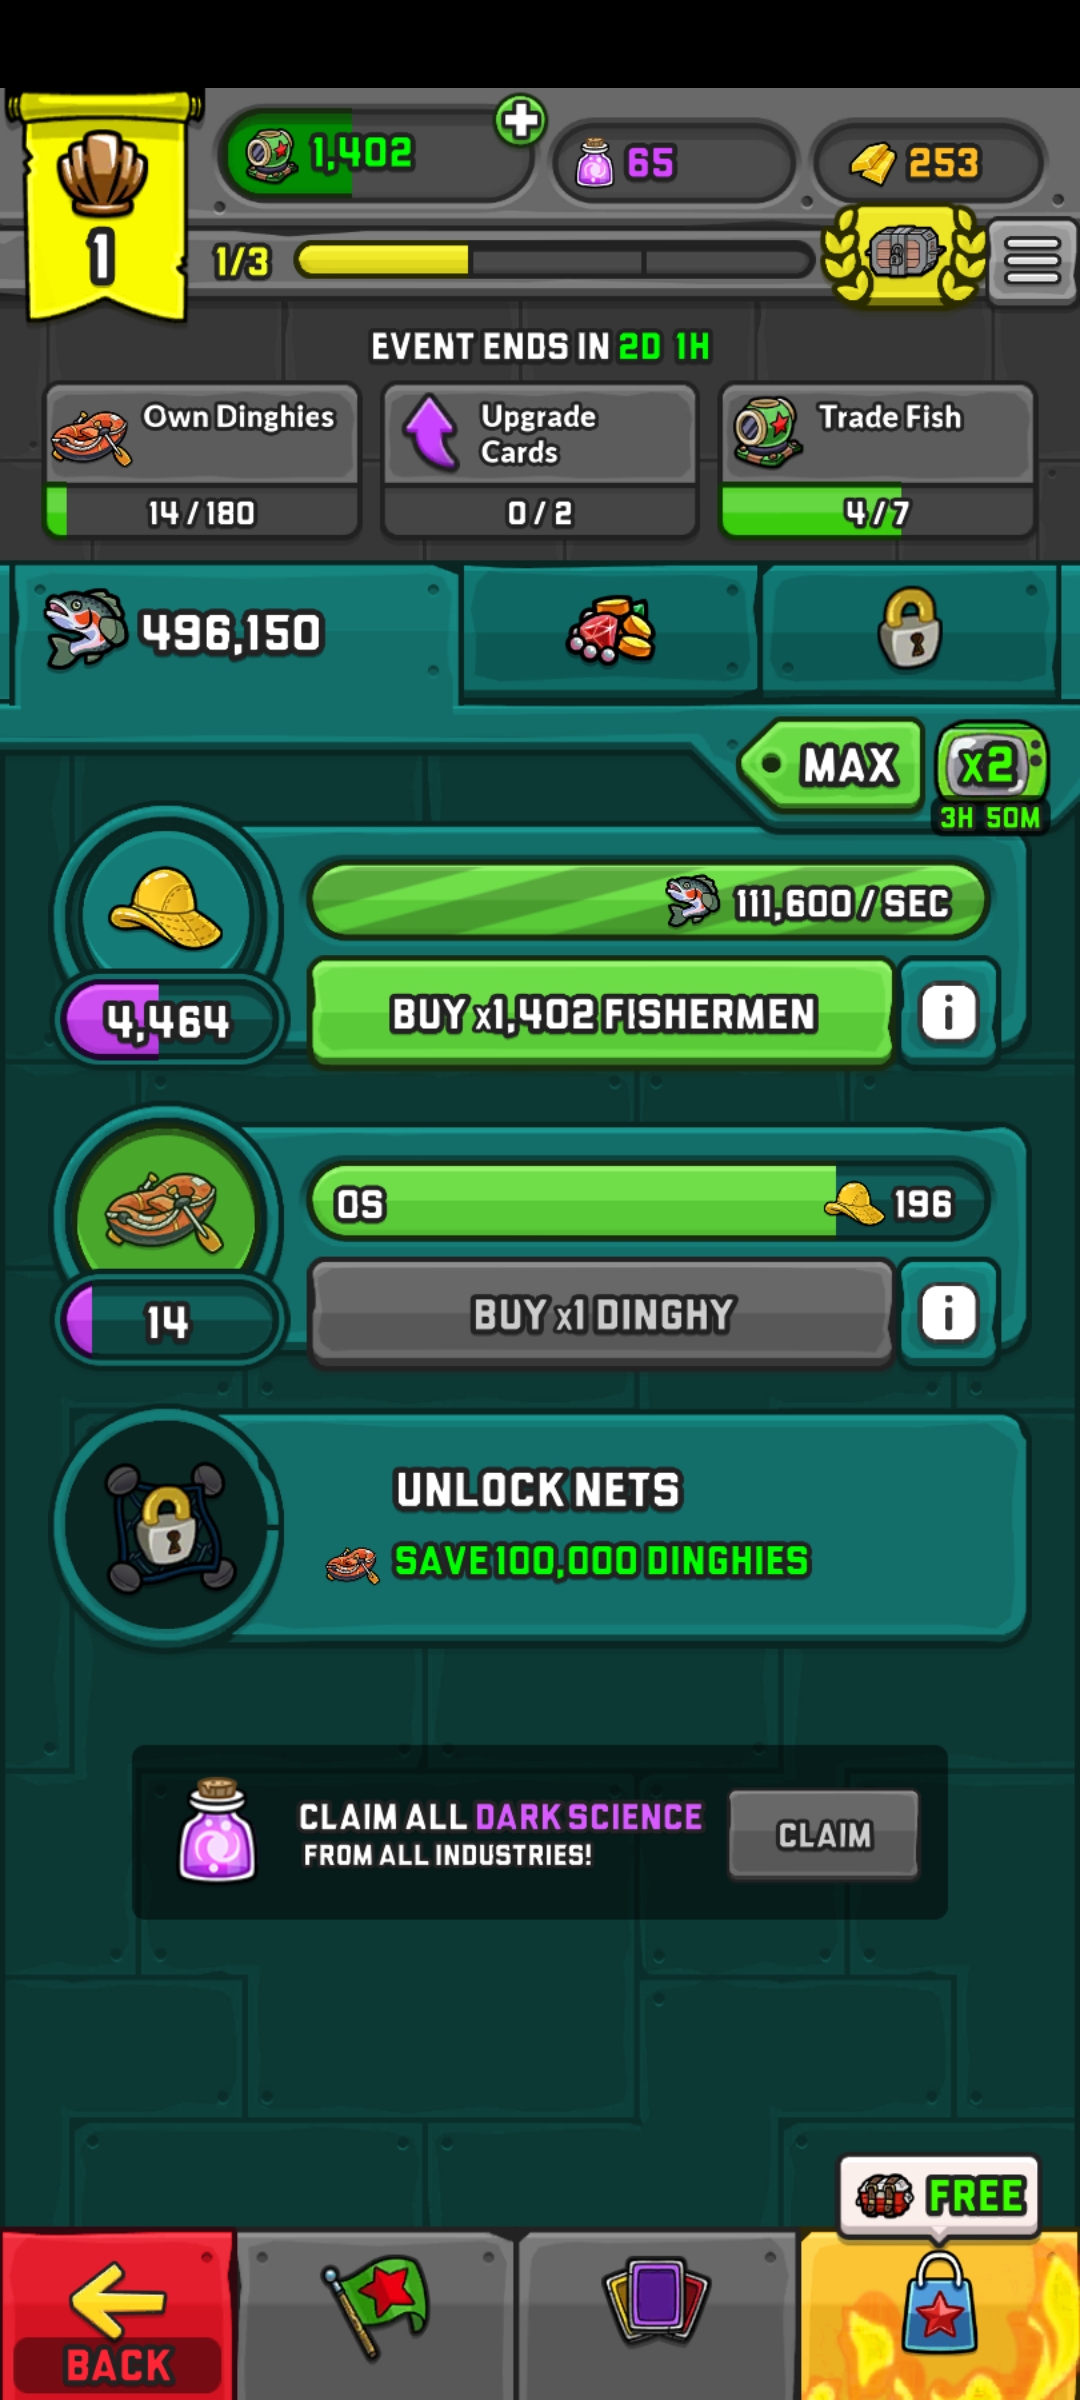 1,402
65
253
1
1/3
EVENT ENDS IN 2D 1H
Own Dinghies
14 / 180
Upgrade
Cards
0 / 2
Trade Fish
4 / 7
496,150
MAX
x2
3H 50M
111,600 / SEC
4,464
BUY x1,402 FISHERMEN
i
0S
196
14
BUY x1 DINGHY
i
UNLOCK NETS
SAVE 100,000 DINGHIES
CLAIM ALL DARK SCIENCE
FROM ALL INDUSTRIES!
CLAIM
FREE
BACK